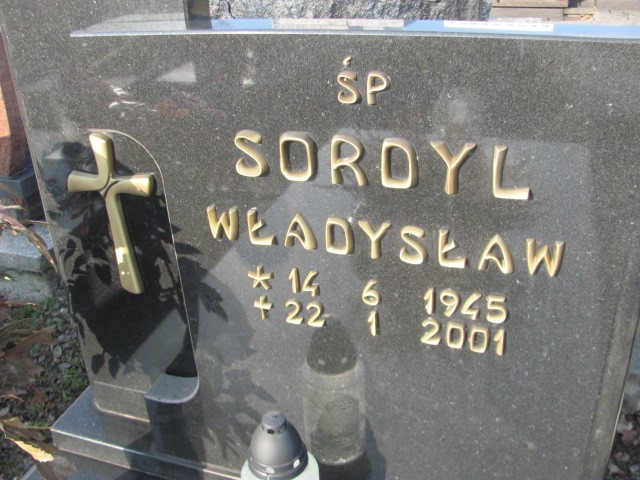 ŚP
SORDYL
WŁADYSŁAW
* 14 6 1945
+ 22 1 2001